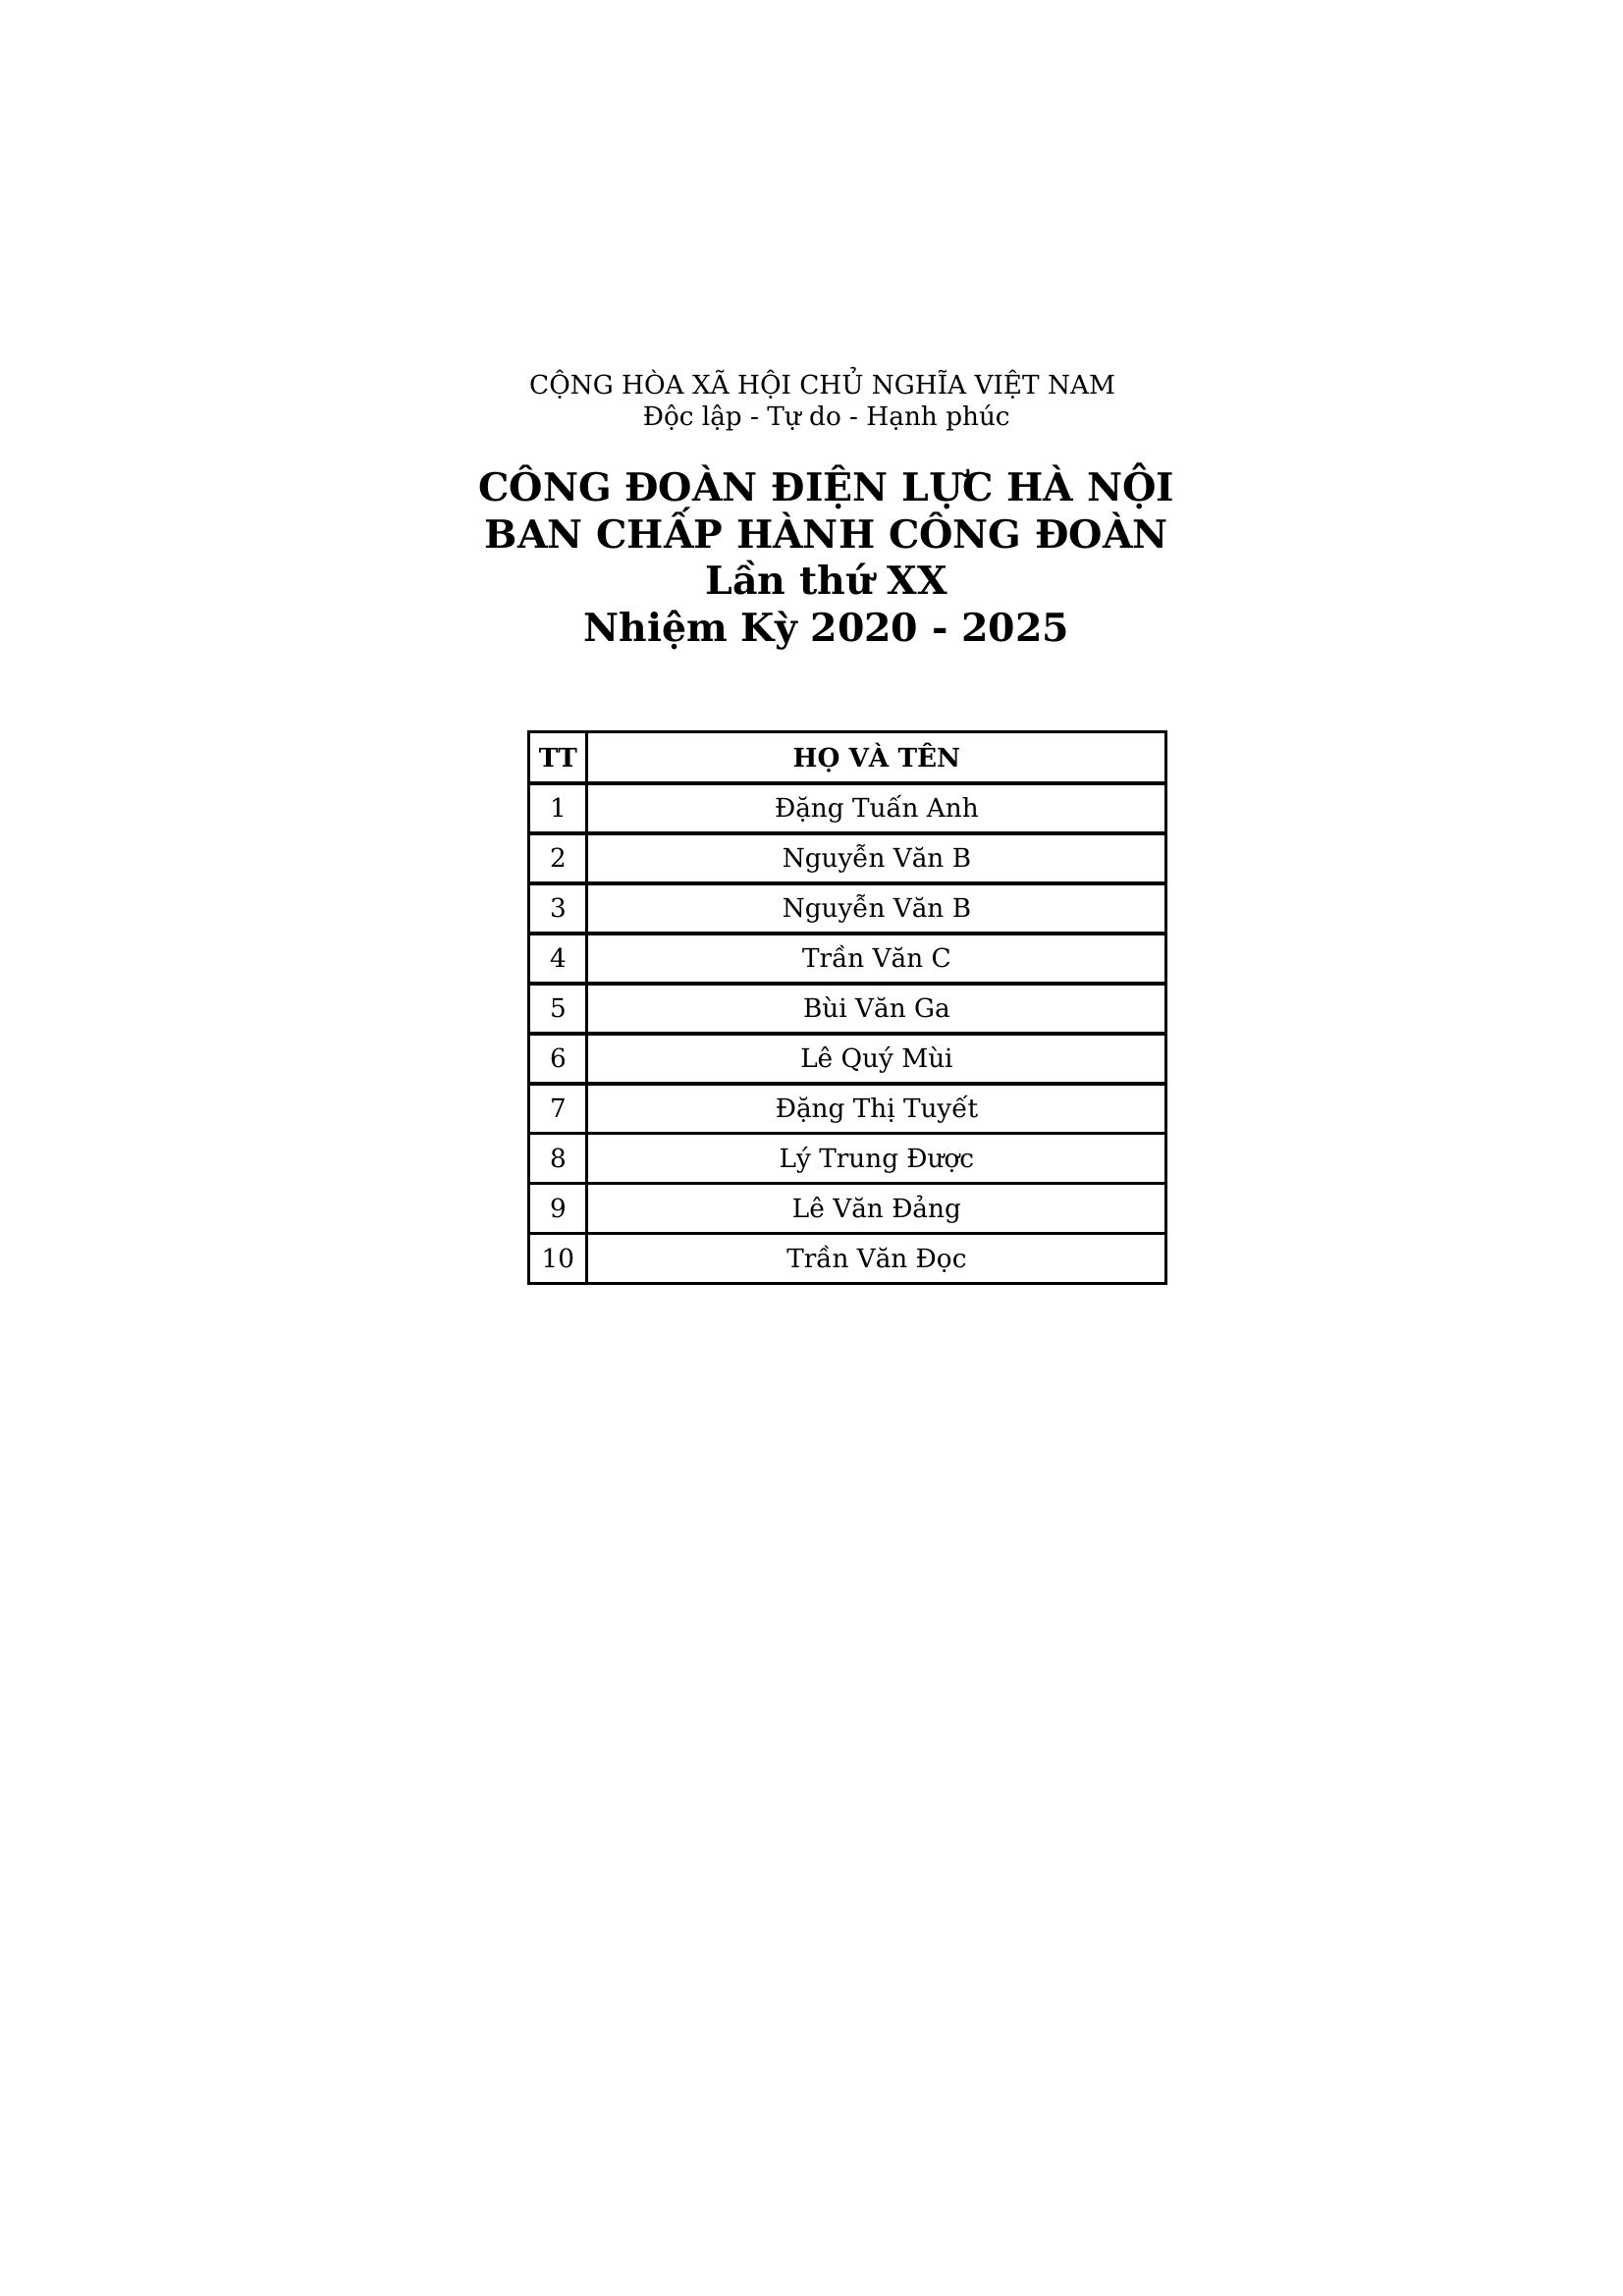 CỘNG HÒA XÃ HỘI CHỦ NGHĨA VIỆT NAM
Độc lập - Tự do - Hạnh phúc
CÔNG ĐOÀN ĐIỆN LỰC HÀ NỘI
BAN CHẤP HÀNH CÔNG ĐOÀN
Lần thứ XX
Nhiệm Kỳ 2020 - 2025
TT HỌ VÀ TÊN
1 Đặng Tuấn Anh
2 Nguyễn Văn B
3 Nguyễn Văn B
4 Trần Văn C
5 Bùi Văn Ga
6 Lê Quý Mùi
7 Đặng Thị Tuyết
8 Lý Trung Được
9 Lê Văn Đảng
10 Trần Văn Đọc